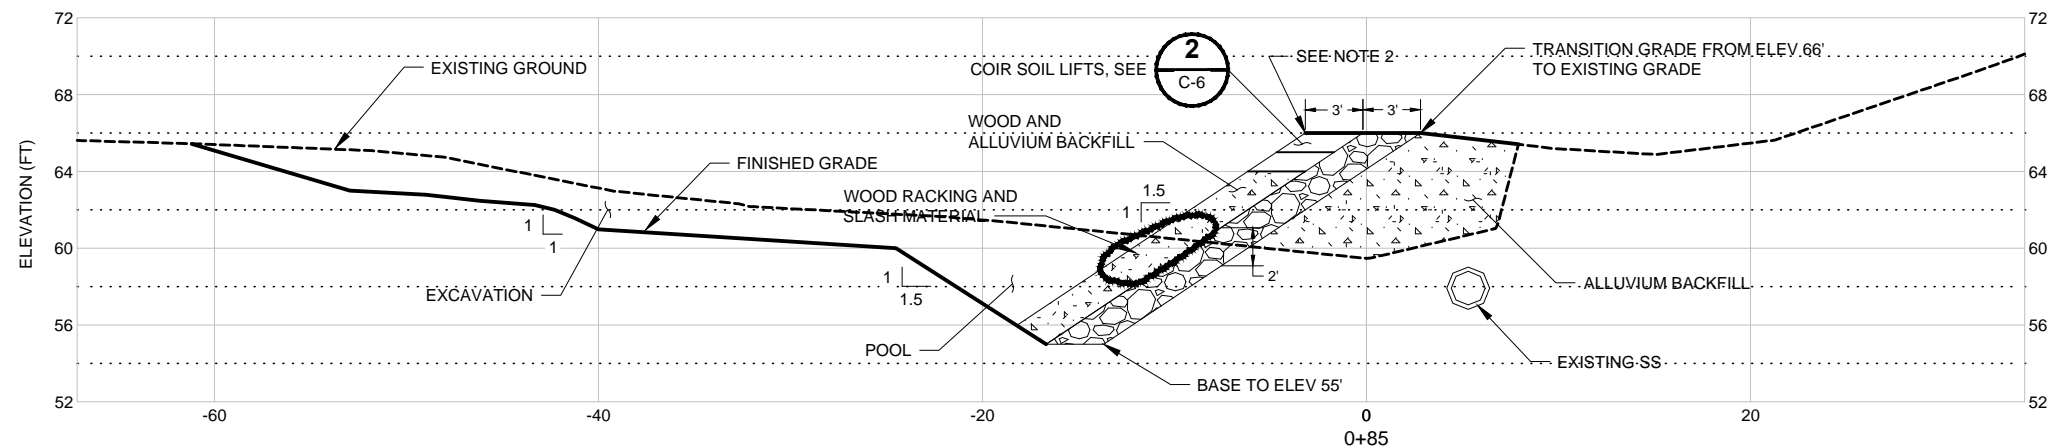 72
68
64
60
56
52
ELEVATION (FT)
72
68
64
60
56
52
-60
-40
-20
0
20
0+85
EXISTING GROUND
FINISHED GRADE
EXCAVATION
1
1
1
1.5
POOL
COIR SOIL LIFTS, SEE
2
C-6
SEE NOTE 2
TRANSITION GRADE FROM ELEV 66'
TO EXISTING GRADE
3'
3'
WOOD AND
ALLUVIUM BACKFILL
WOOD RACKING AND
SLASH MATERIAL
1
1.5
2'
ALLUVIUM BACKFILL
EXISTING SS
BASE TO ELEV 55'